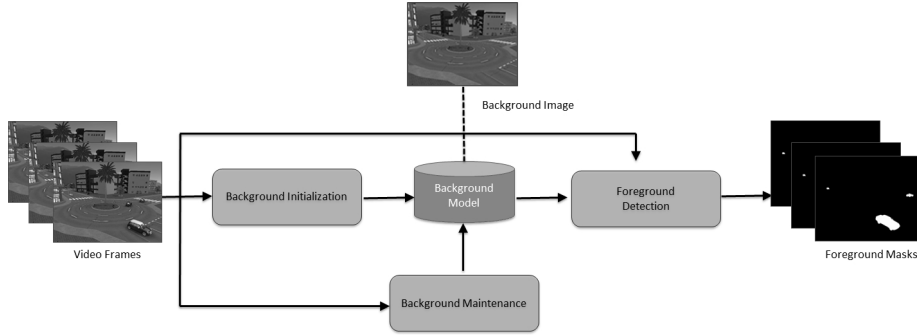 Background Image
Video Frames
Background Initialization
Background
Model
Foreground
Detection
Foreground Masks
Background Maintenance